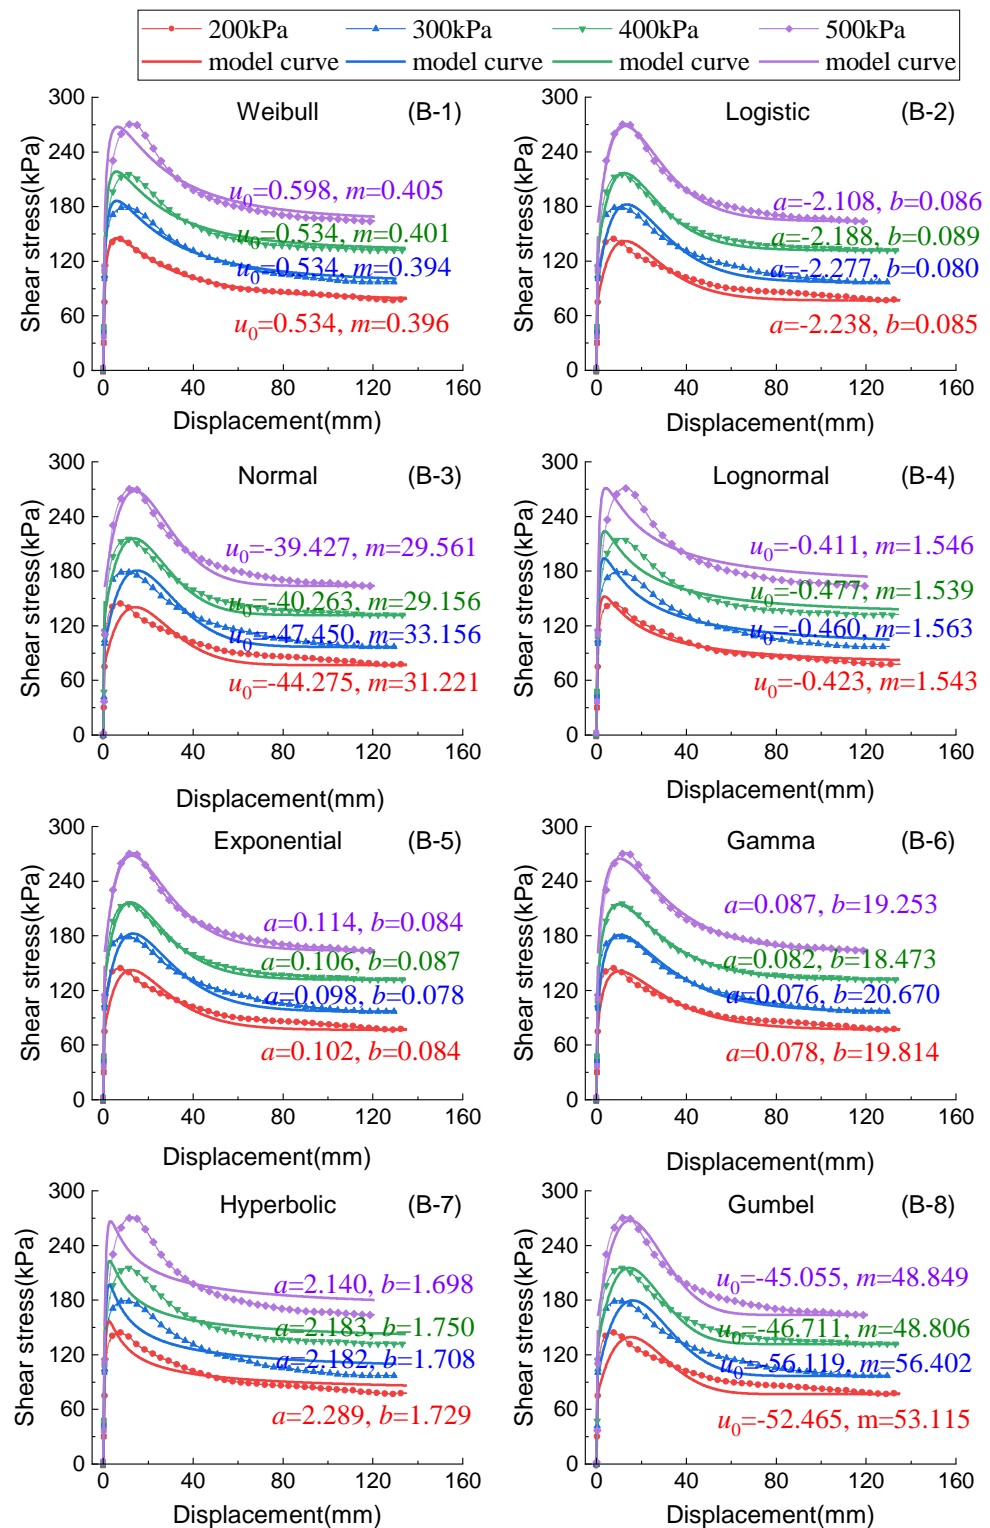 200kPa 300kPa 400kPa 500kPa
model curve model curve model curve model curve
Weibull (B-1)
Shear stress(kPa)
300
240
180
120
60
0
u0=0.598, m=0.405
u0=0.534, m=0.401
u0=0.534, m=0.394
u0=0.534, m=0.396
0 40 80 120 160
Displacement(mm)
Logistic (B-2)
Shear stress(kPa)
300
240
180
120
60
0
a=-2.108, b=0.086
a=-2.188, b=0.089
a=-2.277, b=0.080
a=-2.238, b=0.085
0 40 80 120 160
Displacement(mm)
Normal (B-3)
Shear stress(kPa)
300
240
180
120
60
0
u0=-39.427, m=29.561
u0=-40.263, m=29.156
u0=-47.450, m=33.156
u0=-44.275, m=31.221
0 40 80 120 160
Displacement(mm)
Lognormal (B-4)
Shear stress(kPa)
300
240
180
120
60
0
u0=-0.411, m=1.546
u0=-0.477, m=1.539
u0=-0.460, m=1.563
u0=-0.423, m=1.543
0 40 80 120 160
Displacement(mm)
Exponential (B-5)
Shear stress(kPa)
300
240
180
120
60
0
a=0.114, b=0.084
a=0.106, b=0.087
a=0.098, b=0.078
a=0.102, b=0.084
0 40 80 120 160
Displacement(mm)
Gamma (B-6)
Shear stress(kPa)
300
240
180
120
60
0
a=0.087, b=19.253
a=0.082, b=18.473
a=0.076, b=20.670
a=0.078, b=19.814
0 40 80 120 160
Displacement(mm)
Hyperbolic (B-7)
Shear stress(kPa)
300
240
180
120
60
0
a=2.140, b=1.698
a=2.183, b=1.750
a=2.182, b=1.708
a=2.289, b=1.729
0 40 80 120 160
Displacement(mm)
Gumbel (B-8)
Shear stress(kPa)
300
240
180
120
60
0
u0=-45.055, m=48.849
u0=-46.711, m=48.806
u0=-56.119, m=56.402
u0=-52.465, m=53.115
0 40 80 120 160
Displacement(mm)